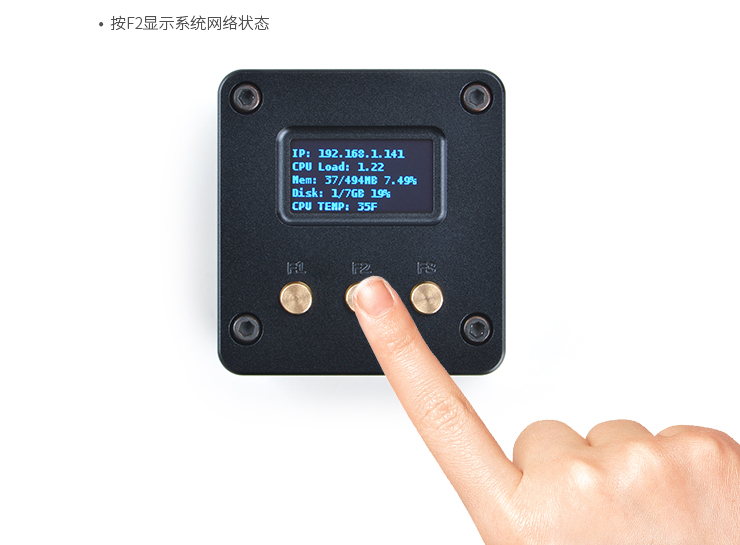 • 按F2显示系统网络状态
IP: 192.168.1.141
CPU Load: 1.22
Mem: 37/494MB 7.49%
Disk: 1/7GB 19%
CPU TEMP: 35F
F1 F2 F3